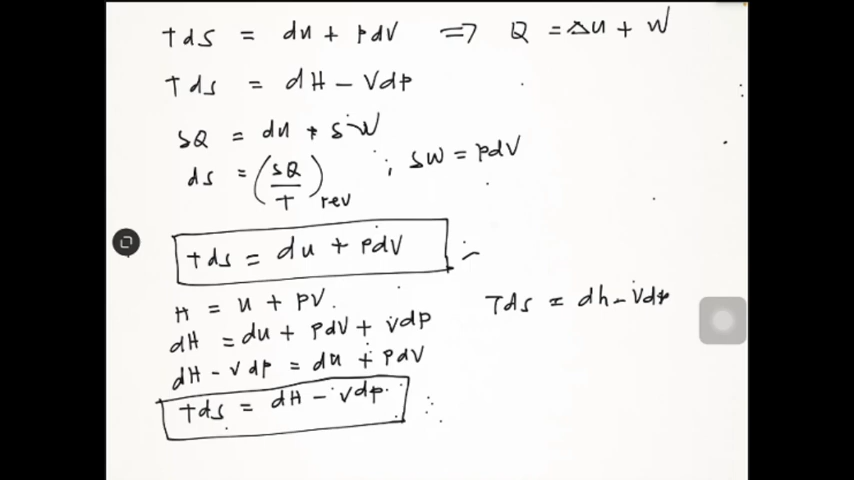 Tds = du + pdV ⟹ Q = Δu + W
Tds = dH - Vdp
δQ = du + δW
ds = (δQ/T)rev ; δW = pdV
Tds = du + pdV
H = u + pV.
Tds = dh - Vdp
dH = du + pdV + Vdp
dH - Vdp = du + pdV
Tds = dH - Vdp.